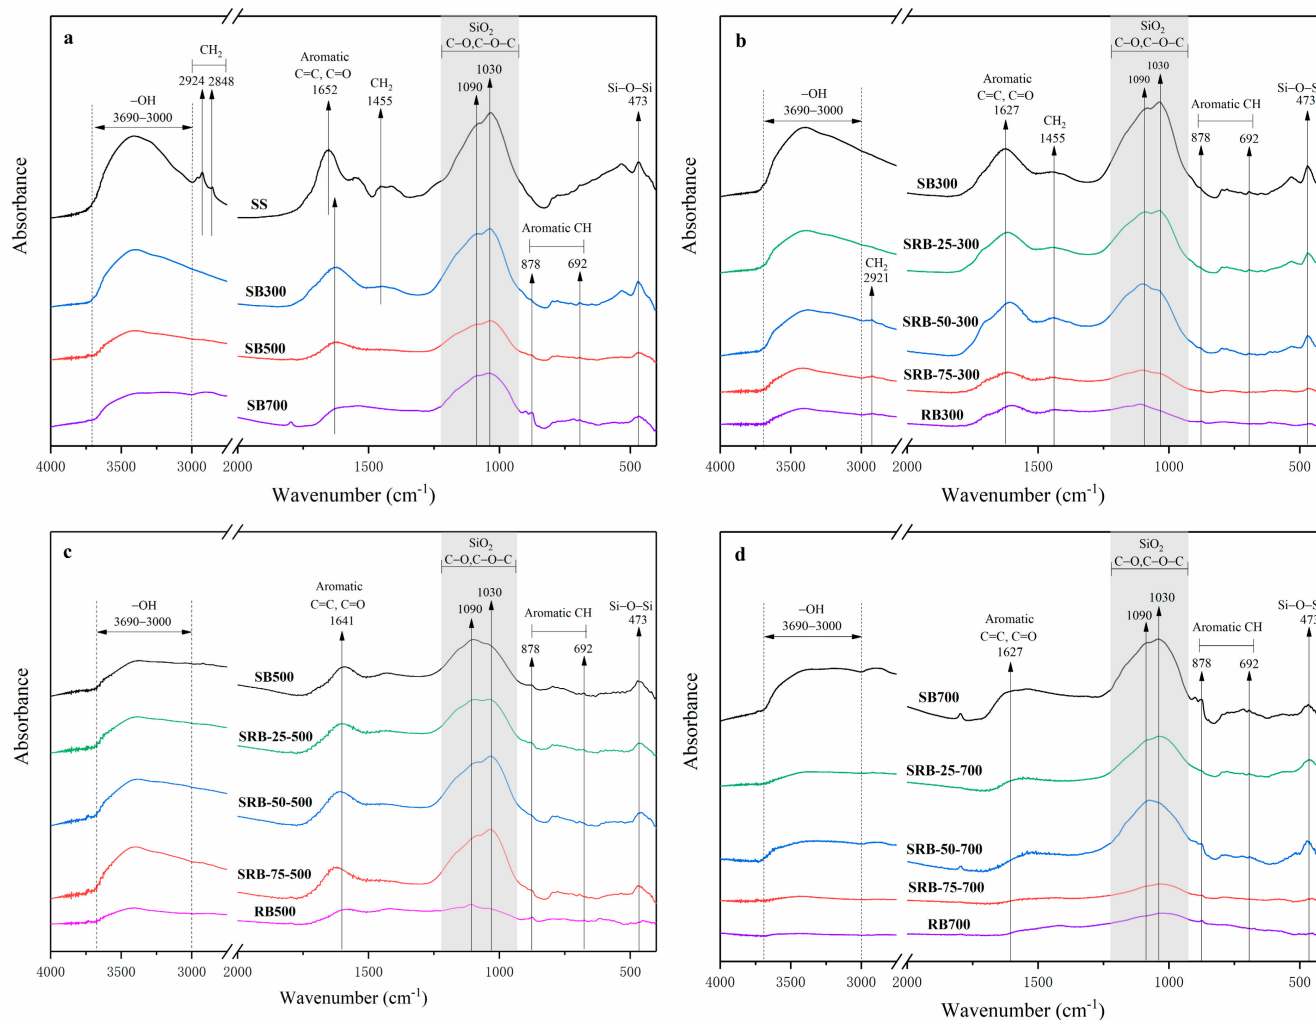 a
SiO2
C–O,C–O–C
CH2
2924 2848
Aromatic
C=C, C=O
1652
CH2
1455
1090
1030
Si–O–Si
473
–OH
3690–3000
SS
Aromatic CH
878
692
SB300
SB500
SB700
Absorbance
4000 3500 3000 2000 1500 1000 500
Wavenumber (cm-1)
b
SiO2
C–O,C–O–C
Aromatic
C=C, C=O
1627
CH2
1455
1090
1030
Aromatic CH
878
692
473
–OH
3690–3000
SB300
SRB-25-300
CH2
2921
SRB-50-300
SRB-75-300
RB300
Absorbance
4000 3500 3000 2000 1500 1000 500
Wavenumber (cm-1)
c
SiO2
C–O,C–O–C
Aromatic
C=C, C=O
1641
1090
1030
Aromatic CH
878
692
Si–O–Si
473
–OH
3690–3000
SB500
SRB-25-500
SRB-50-500
SRB-75-500
RB500
Absorbance
4000 3500 3000 2000 1500 1000 500
Wavenumber (cm-1)
d
SiO2
C–O,C–O–C
Aromatic
C=C, C=O
1627
1090
1030
Aromatic CH
878
692
473
–OH
3690–3000
SB700
SRB-25-700
SRB-50-700
SRB-75-700
RB700
Absorbance
4000 3500 3000 2000 1500 1000 500
Wavenumber (cm-1)